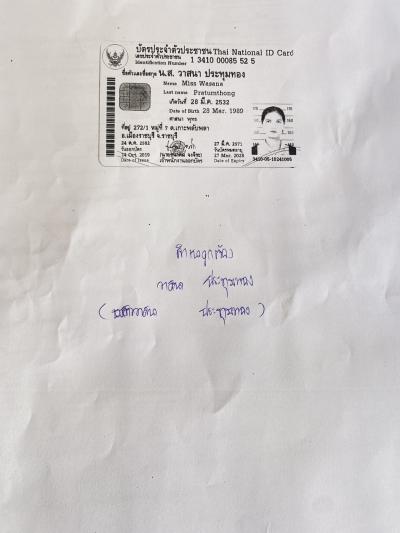 บัตรประจำตัวประชาชน Thai National ID Card
เลขประจำตัวประชาชน
Identification Number 1 3410 00085 52 5
ชื่อตัวและชื่อสกุล น.ส. วาสนา ประทุมทอง
Name Miss Wasana
Last name Pratumthong
เกิดวันที่ 28 มี.ค. 2532
Date of Birth 28 Mar. 1989
ศาสนา พุทธ
ที่อยู่ 272/1 หมู่ที่ 7 ต.เกาะพลับพลา
อ.เมืองราชบุรี จ.ราชบุรี
24 ต.ค. 2562
วันออกบัตร
Oct. 2019
Date of Issue
เจ้าพนักงานออกบัตร
27 มี.ค. 2571
วันบัตรหมดอายุ
27 Mar. 2028
Date of Expiry
สำเนาถูกต้อง
วาสนา ประทุมทอง
ประทุมทอง )